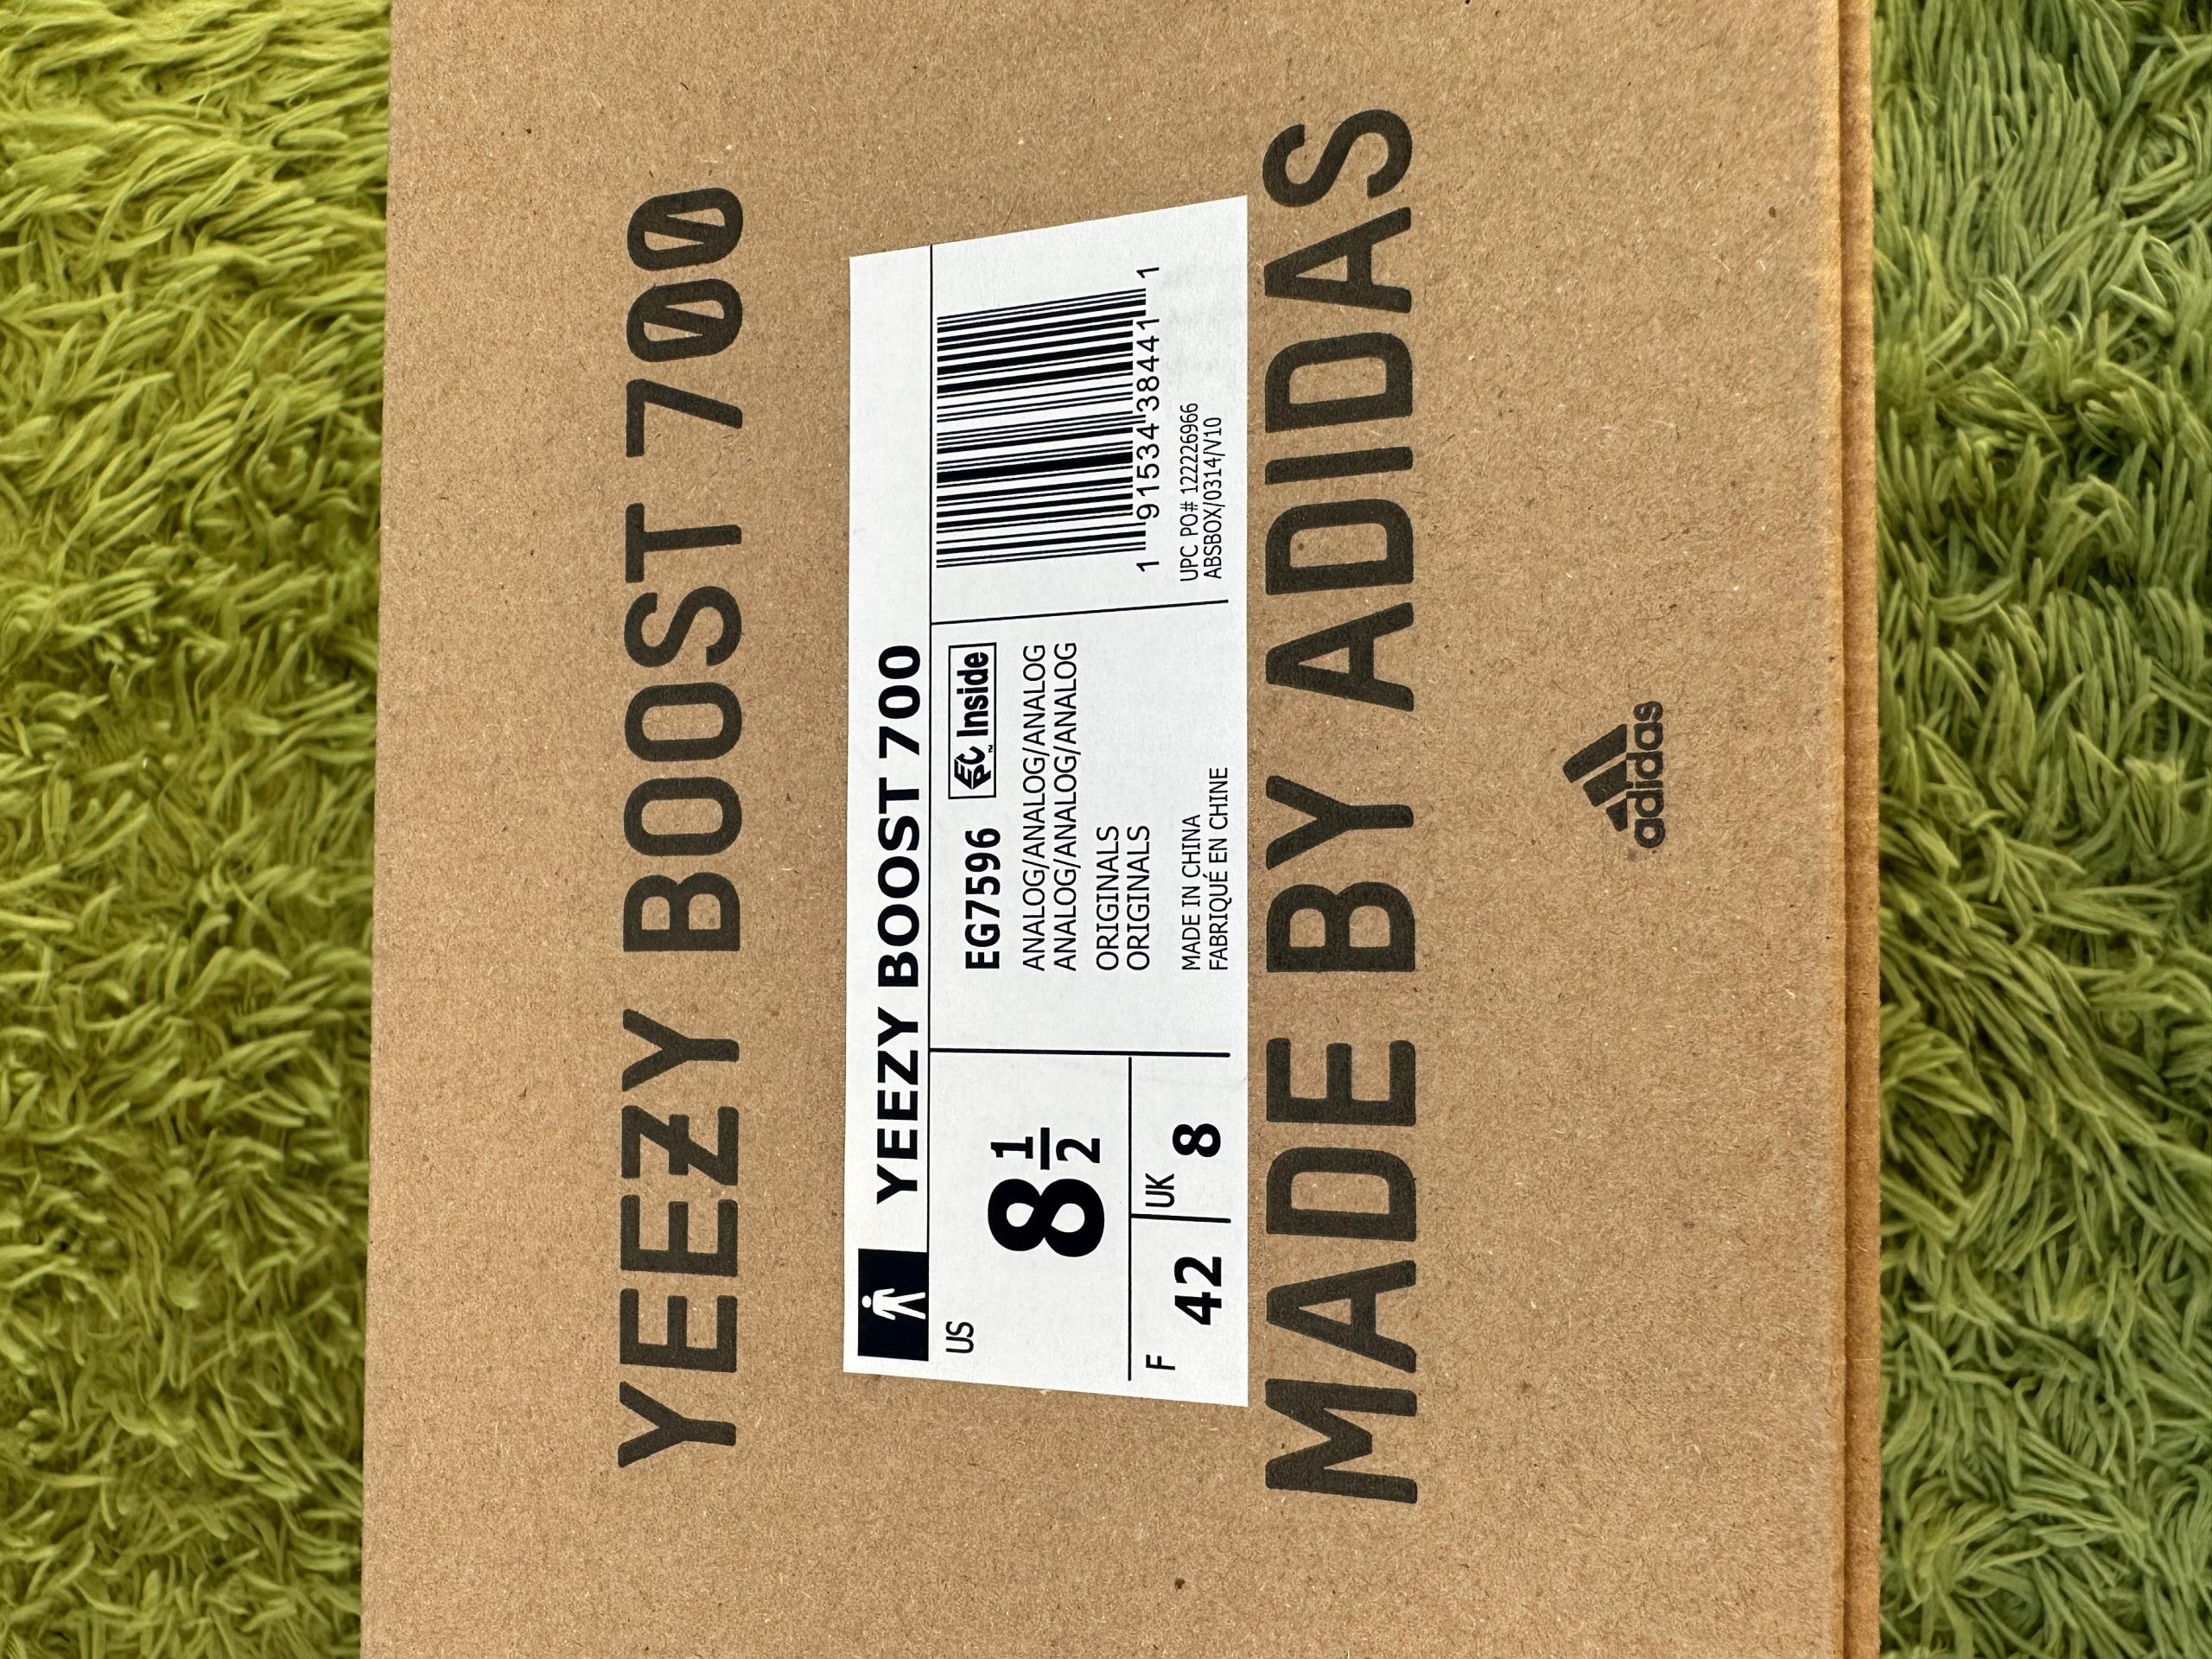 YEEZY BOOST 700
YEEZY BOOST 700
US
8 1/2
F
42
UK
8
EG7596
EPC™ Inside
ANALOG/ANALOG/ANALOG
ANALOG/ANALOG/ANALOG
ORIGINALS
ORIGINALS
MADE IN CHINA
FABRIQUÉ EN CHINE
1 91534 38441 1
UPC PO# 1222226966
ABSBOX/0314/V10
MADE BY ADIDAS
adidas